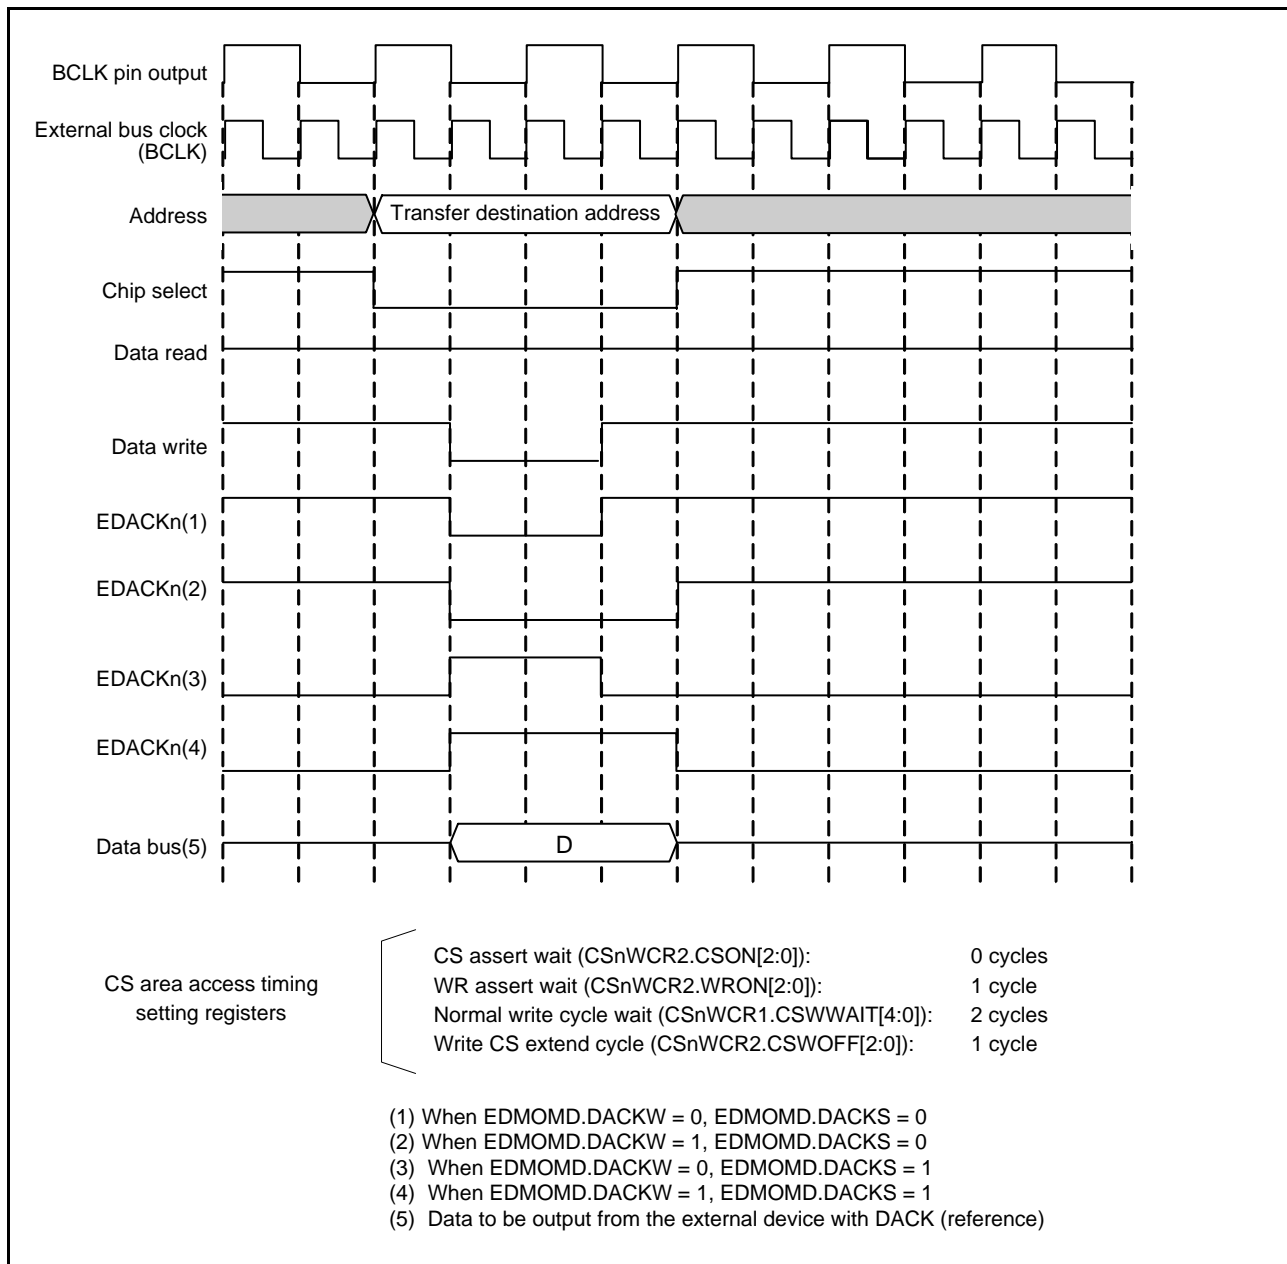 BCLK pin output
External bus clock
(BCLK)
Address
Transfer destination address
Chip select
Data read
Data write
EDACKn(1)
EDACKn(2)
EDACKn(3)
EDACKn(4)
Data bus(5)
D
CS area access timing
setting registers
CS assert wait (CSnWCR2.CSON[2:0]): 0 cycles
WR assert wait (CSnWCR2.WRON[2:0]): 1 cycle
Normal write cycle wait (CSnWCR1.CSWWAIT[4:0]): 2 cycles
Write CS extend cycle (CSnWCR2.CSWOFF[2:0]): 1 cycle
(1) When EDMOMD.DACKW = 0, EDMOMD.DACKS = 0
(2) When EDMOMD.DACKW = 1, EDMOMD.DACKS = 0
(3) When EDMOMD.DACKW = 0, EDMOMD.DACKS = 1
(4) When EDMOMD.DACKW = 1, EDMOMD.DACKS = 1
(5) Data to be output from the external device with DACK (reference)